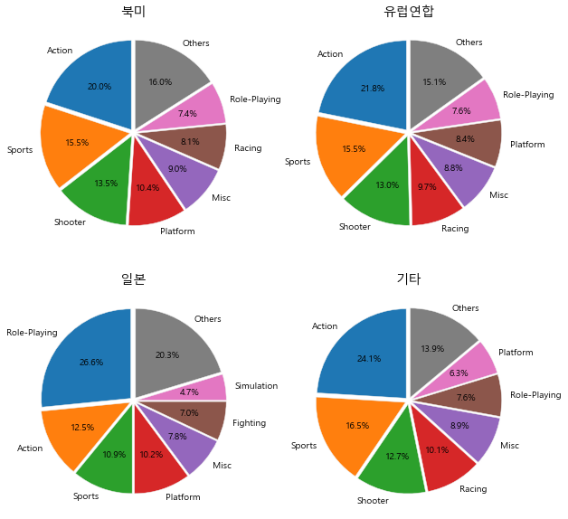 북미
Others
16.0%
Action
20.0%
Role-Playing
7.4%
Racing
8.1%
Sports
15.5%
Misc
9.0%
Shooter
13.5%
Platform
10.4%
유럽연합
Others
15.1%
Action
21.8%
Role-Playing
7.6%
Platform
8.4%
Sports
15.5%
Misc
8.8%
Shooter
13.0%
Racing
9.7%
일본
Others
20.3%
Role-Playing
26.6%
Simulation
4.7%
Fighting
7.0%
Action
12.5%
Misc
7.8%
Sports
10.9%
Platform
10.2%
기타
Others
13.9%
Action
24.1%
Platform
6.3%
Role-Playing
7.6%
Sports
16.5%
Misc
8.9%
Shooter
12.7%
Racing
10.1%